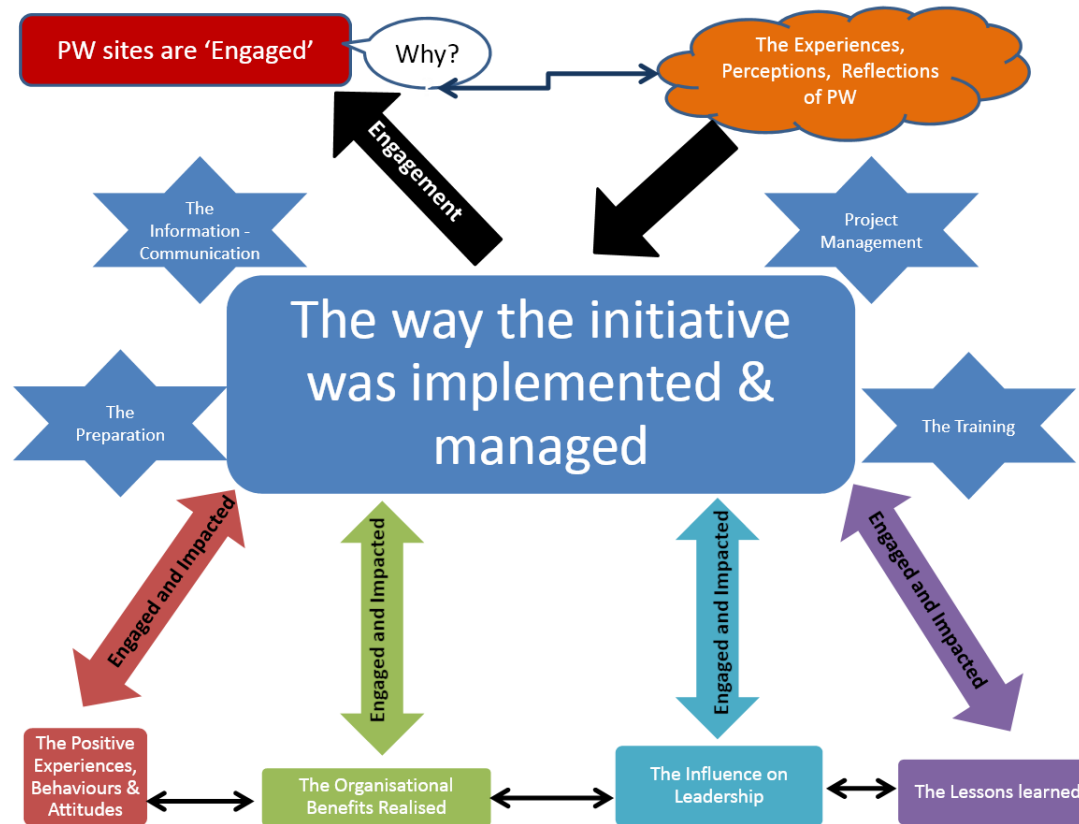 PW sites are ‘Engaged’
Why?
The Experiences,
Perceptions, Reflections
of PW
Engagement
The
Information -
Communication
Project
Management
The way the initiative
was implemented &
managed
The
Preparation
The Training
Engaged and Impacted
Engaged and Impacted
Engaged and Impacted
Engaged and Impacted
The Positive
Experiences,
Behaviours &
Attitudes
The Organisational
Benefits Realised
The Influence on
Leadership
The Lessons learned